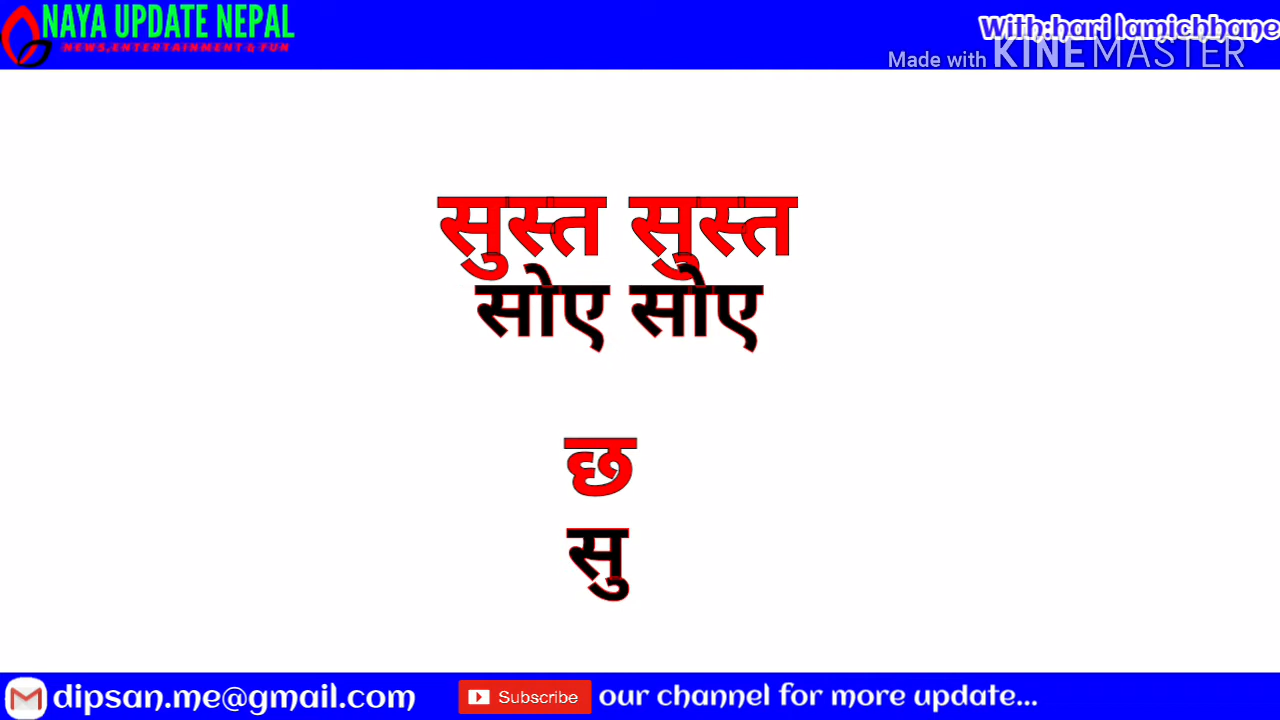 NAYA UPDATE NEPAL
NEWS,ENTERTAINMENT & FUN
With:hari lamichhane
Made with KINEMASTER
सुस्त सुस्त
सोए सोए
छ
सु
dipsan.me@gmail.com
Subscribe our channel for more update...